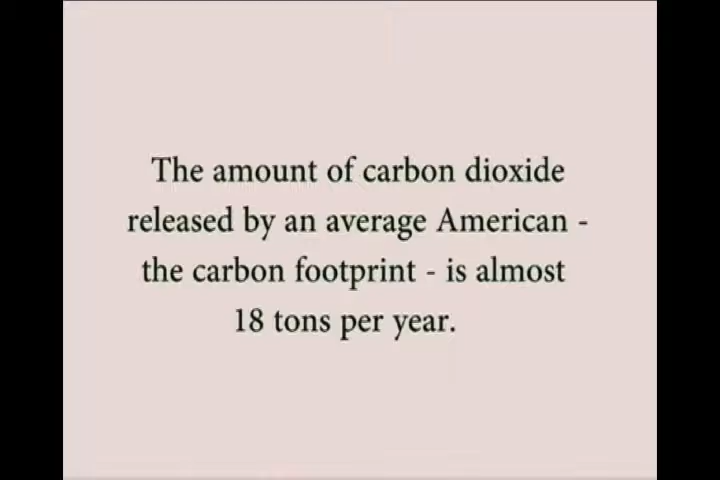 The amount of carbon dioxide
released by an average American -
the carbon footprint - is almost
18 tons per year.